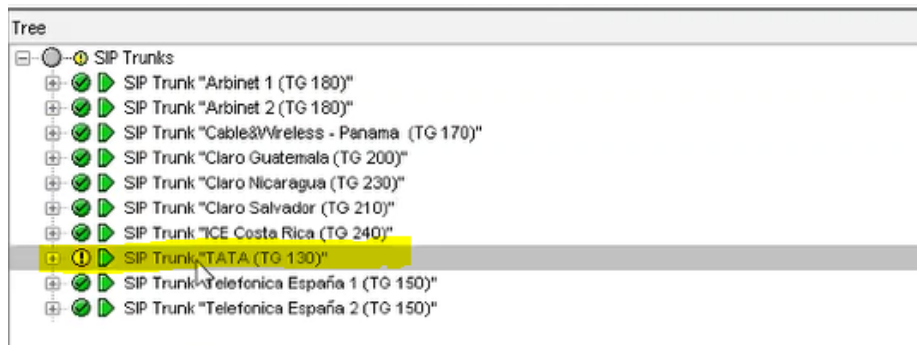 Tree
SIP Trunks
SIP Trunk "Arbinet 1 (TG 180)"
SIP Trunk "Arbinet 2 (TG 180)"
SIP Trunk "Cable&Wireless - Panama (TG 170)"
SIP Trunk "Claro Guatemala (TG 200)"
SIP Trunk "Claro Nicaragua (TG 230)"
SIP Trunk "Claro Salvador (TG 210)"
SIP Trunk "ICE Costa Rica (TG 240)"
SIP Trunk "TATA (TG 130)"
SIP Trunk "Telefonica España 1 (TG 150)"
SIP Trunk "Telefonica España 2 (TG 150)"